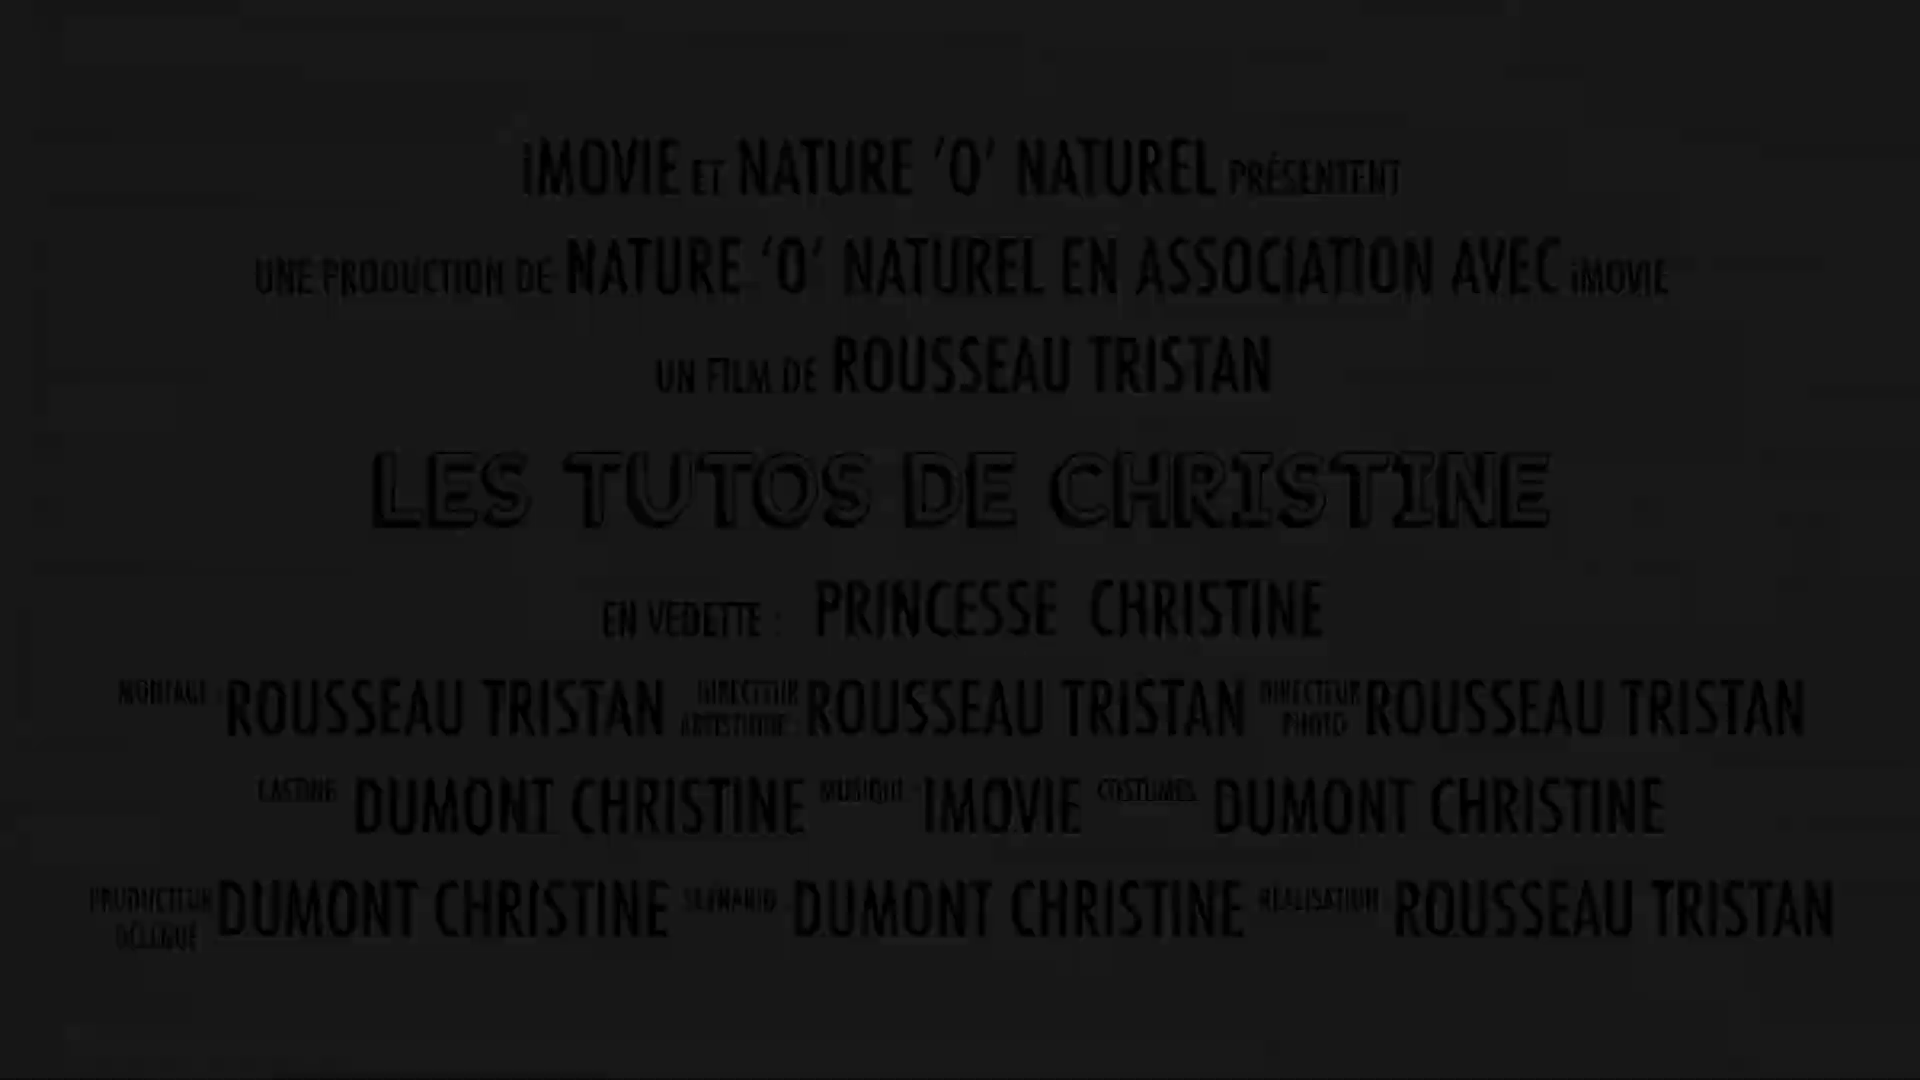 iMOVIE ET NATURE ‘O’ NATUREL PRÉSENTENT
UNE PRODUCTION DE NATURE ‘O’ NATUREL EN ASSOCIATION AVEC iMOVIE
UN FILM DE ROUSSEAU TRISTAN
LES TUTOS DE CHRISTINE
EN VEDETTE : PRINCESSE CHRISTINE
MONTAGE : ROUSSEAU TRISTAN DIRECTEUR ARTISTIQUE : ROUSSEAU TRISTAN DIRECTEUR PHOTO ROUSSEAU TRISTAN
CASTING DUMONT CHRISTINE MUSIQUE : IMOVIE COSTUMES DUMONT CHRISTINE
PRODUCTEUR DÉLÉGUÉ DUMONT CHRISTINE SCÉNARIO : DUMONT CHRISTINE RÉALISATION : ROUSSEAU TRISTAN